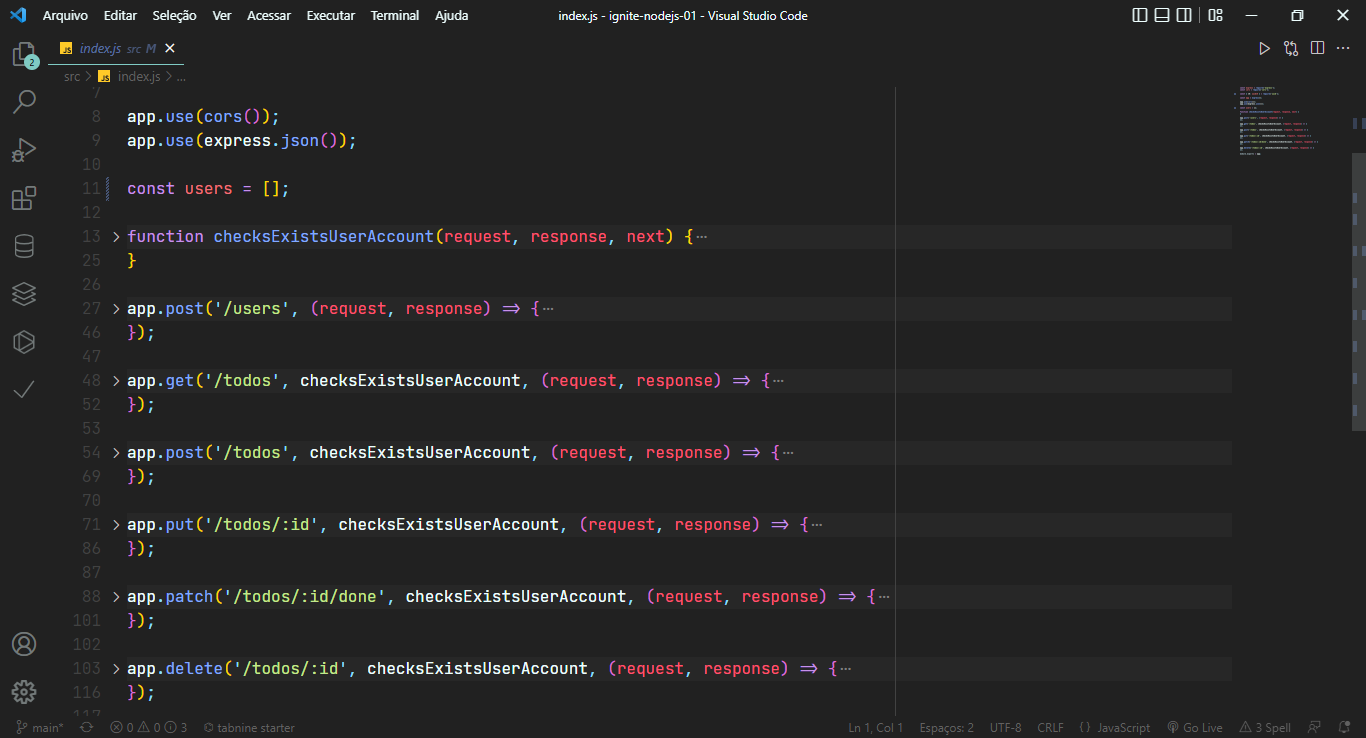 Arquivo Editar Seleção Ver Acessar Executar Terminal Ajuda index.js - ignite-nodejs-01 - Visual Studio Code
JS index.js src M
2
src > JS index.js > ...
7
8 app.use(cors());
9 app.use(express.json());
10
11 const users = [];
12
13 function checksExistsUserAccount(request, response, next) {⋯
25 }
26
27 app.post('/users', (request, response) => {⋯
46 });
47
48 app.get('/todos', checksExistsUserAccount, (request, response) => {⋯
52 });
53
54 app.post('/todos', checksExistsUserAccount, (request, response) => {⋯
69 });
70
71 app.put('/todos/:id', checksExistsUserAccount, (request, response) => {⋯
86 });
87
88 app.patch('/todos/:id/done', checksExistsUserAccount, (request, response) => {⋯
101 });
102
103 app.delete('/todos/:id', checksExistsUserAccount, (request, response) => {⋯
116 });
117
main* 0 0 3 tabnine starter Ln 1, Col 1 Espaços: 2 UTF-8 CRLF {} JavaScript Go Live 3 Spell